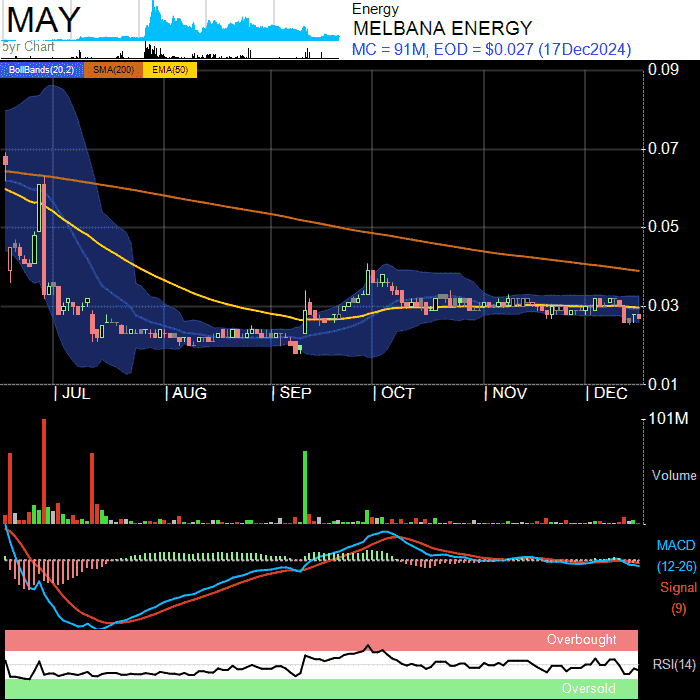 MAY
5yr Chart
Energy
MELBANA ENERGY
MC = 91M, EOD = $0.027 (17Dec2024)
BollBands(20,2) SMA(200) EMA(50)
0.09
0.07
0.05
0.03
0.01
| JUL | AUG | SEP | OCT | NOV | DEC
101M
Volume
MACD
(12-26)
Signal
(9)
Overbought
RSI(14)
Oversold